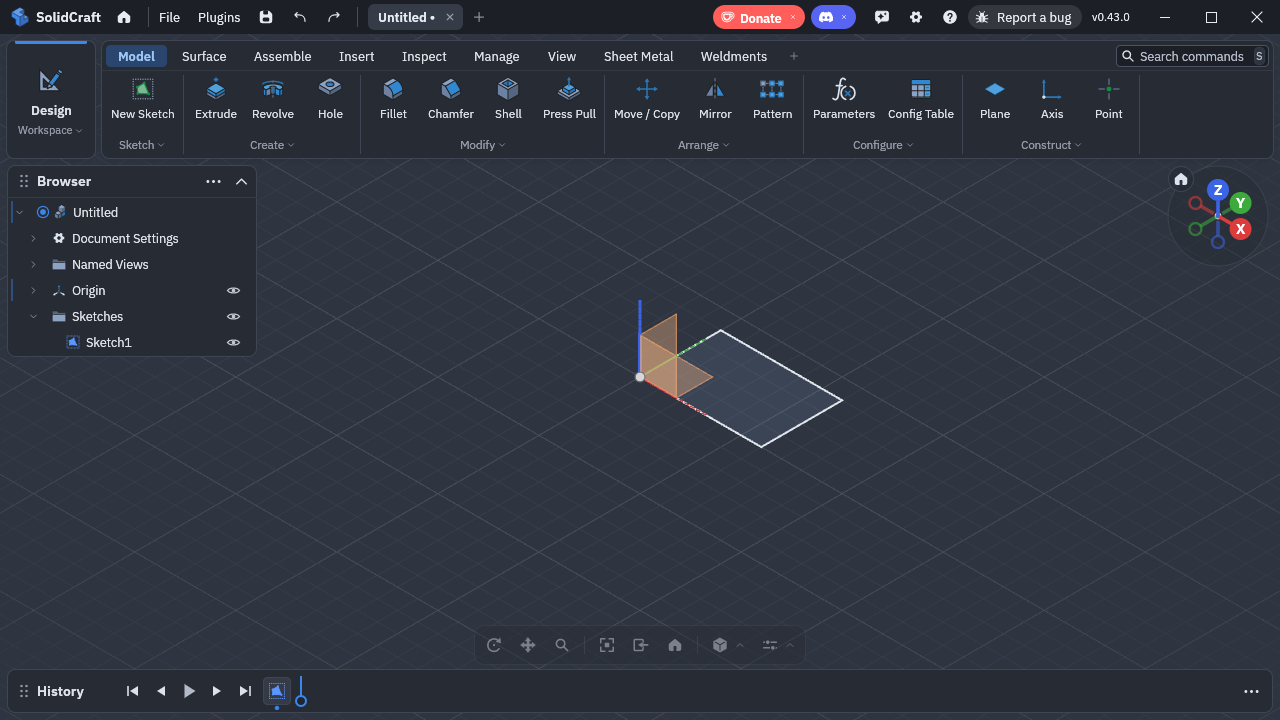 SolidCraft
File
Plugins
Untitled •
Donate
Report a bug
v0.43.0
Design
Workspace
Model
Surface
Assemble
Insert
Inspect
Manage
View
Sheet Metal
Weldments
Search commands
S
New Sketch
Extrude
Revolve
Hole
Fillet
Chamfer
Shell
Press Pull
Move / Copy
Mirror
Pattern
Parameters
Config Table
Plane
Axis
Point
Sketch
Create
Modify
Arrange
Configure
Construct
Browser
Untitled
Document Settings
Named Views
Origin
Sketches
Sketch1
Z
Y
X
History